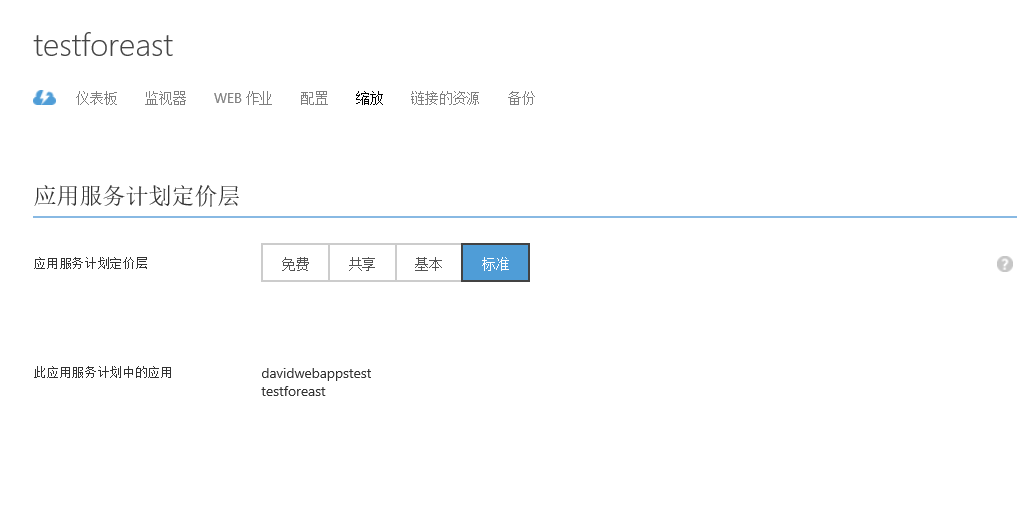 testforeast
仪表板 监视器 WEB 作业 配置 缩放 链接的资源 备份
应用服务计划定价层
应用服务计划定价层 免费 共享 基本 标准 ?
此应用服务计划中的应用 davidwebappstest
testforeast